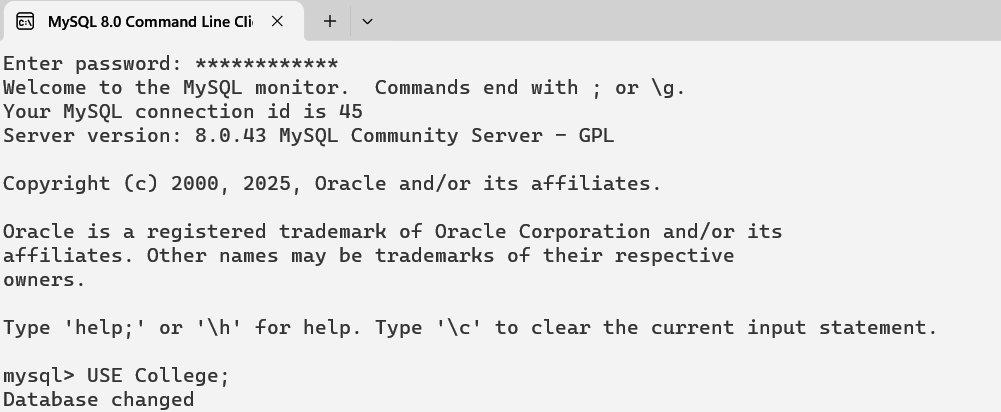 MySQL 8.0 Command Line Cli
Enter password: ************
Welcome to the MySQL monitor.  Commands end with ; or \g.
Your MySQL connection id is 45
Server version: 8.0.43 MySQL Community Server - GPL
Copyright (c) 2000, 2025, Oracle and/or its affiliates.
Oracle is a registered trademark of Oracle Corporation and/or its
affiliates. Other names may be trademarks of their respective
owners.
Type 'help;' or '\h' for help. Type '\c' to clear the current input statement.
mysql> USE College;
Database changed